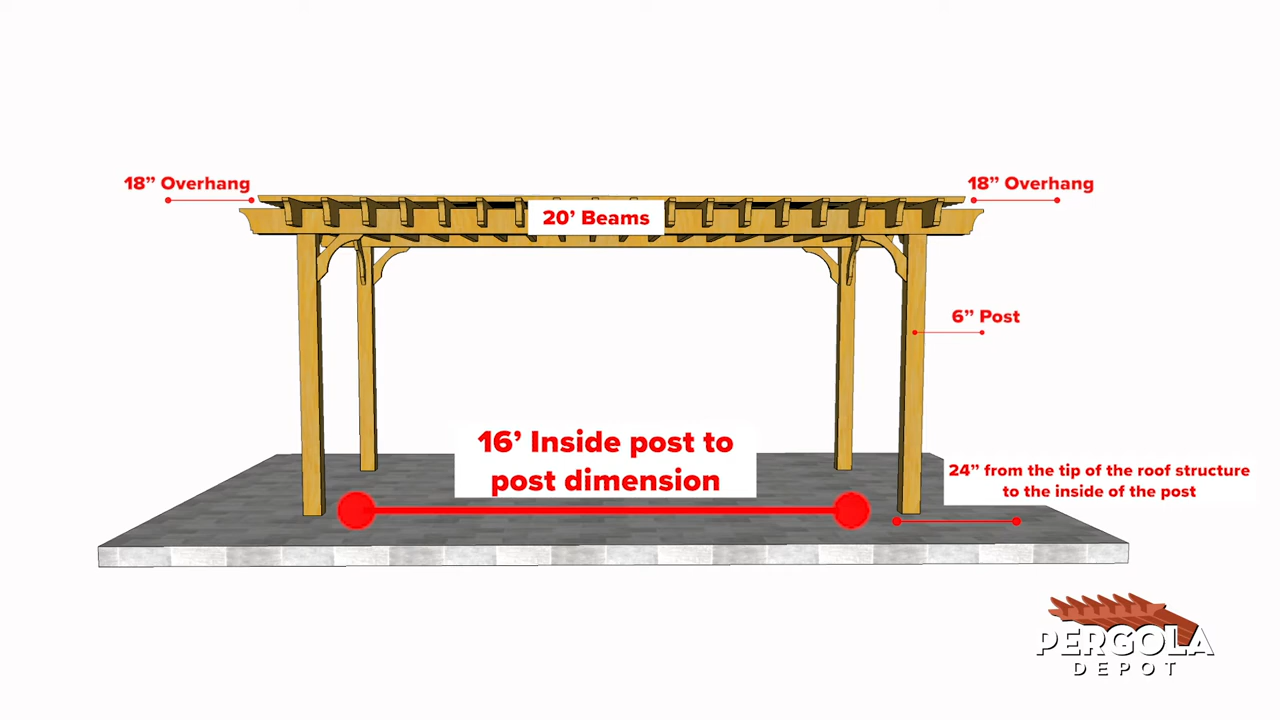 18” Overhang
18” Overhang
20’ Beams
6” Post
16’ Inside post to
post dimension
24” from the tip of the roof structure
to the inside of the post
PERGOLA
DEPOT